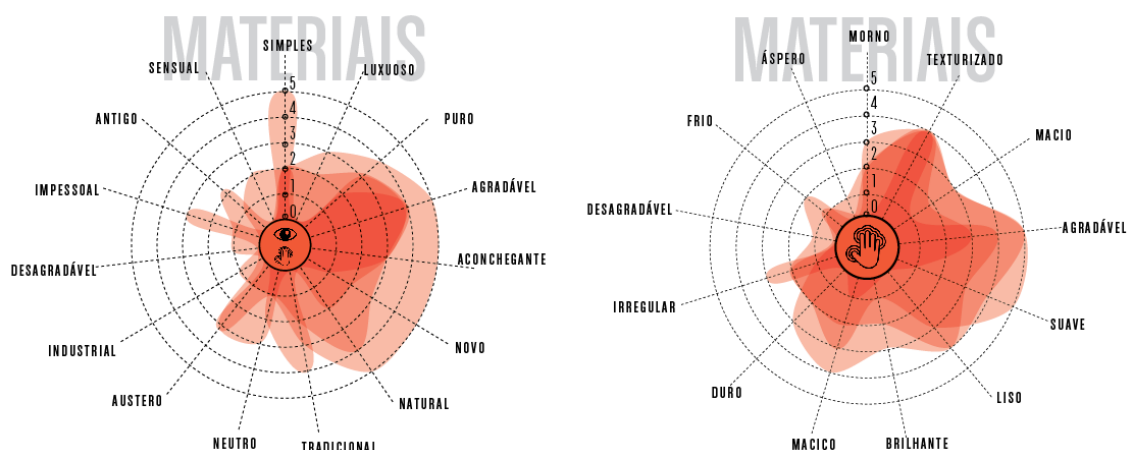 MATERIAIS
SIMPLES
SENSUAL
LUXUOSO
ANTIGO
PURO
IMPESSOAL
AGRADÁVEL
DESAGRADÁVEL
ACONCHEGANTE
INDUSTRIAL
NOVO
AUSTERO
NATURAL
NEUTRO
TRADICIONAL
5
4
3
2
1
0
MATERIAIS
MORNO
ÁSPERO
TEXTURIZADO
FRIO
MACIO
DESAGRADÁVEL
AGRADÁVEL
IRREGULAR
SUAVE
DURO
LISO
MACICO
BRILHANTE
5
4
3
2
1
0